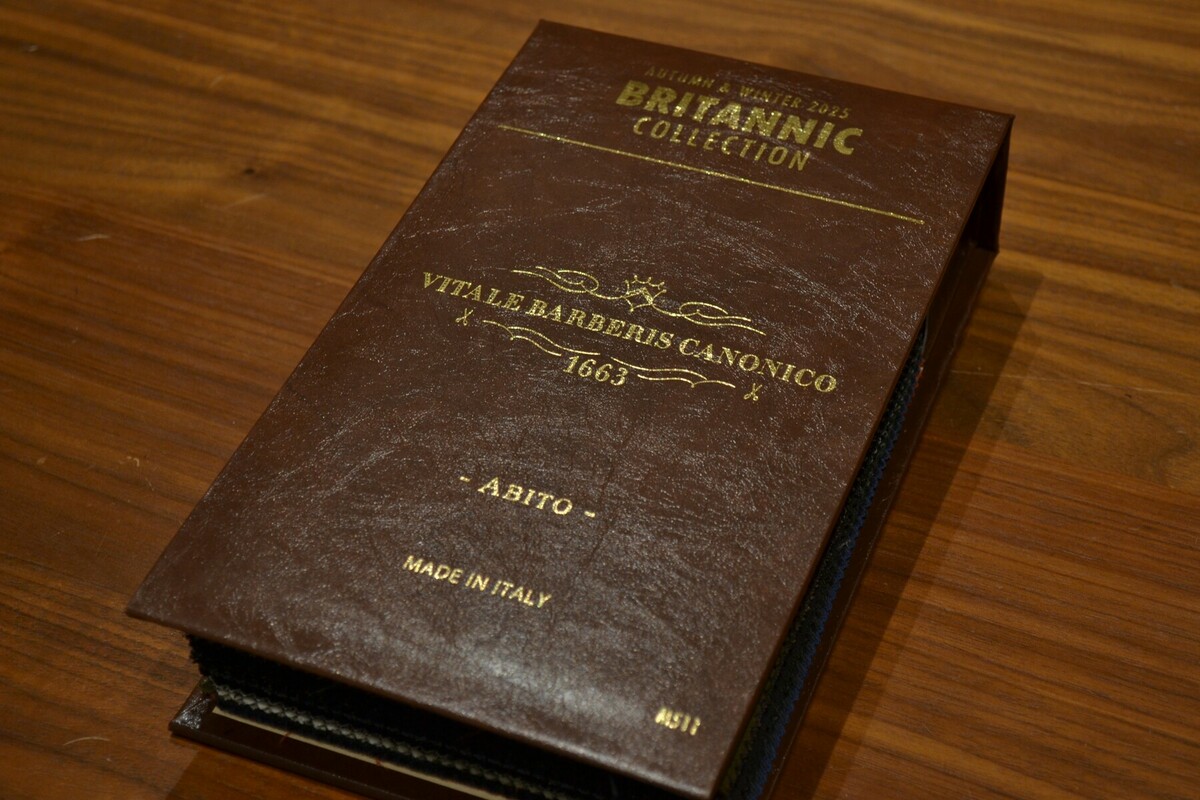 AUTUMN & WINTER 2025
BRITANNIC
COLLECTION
VITALE BARBERIS CANONICO
1663
- ABITO -
MADE IN ITALY